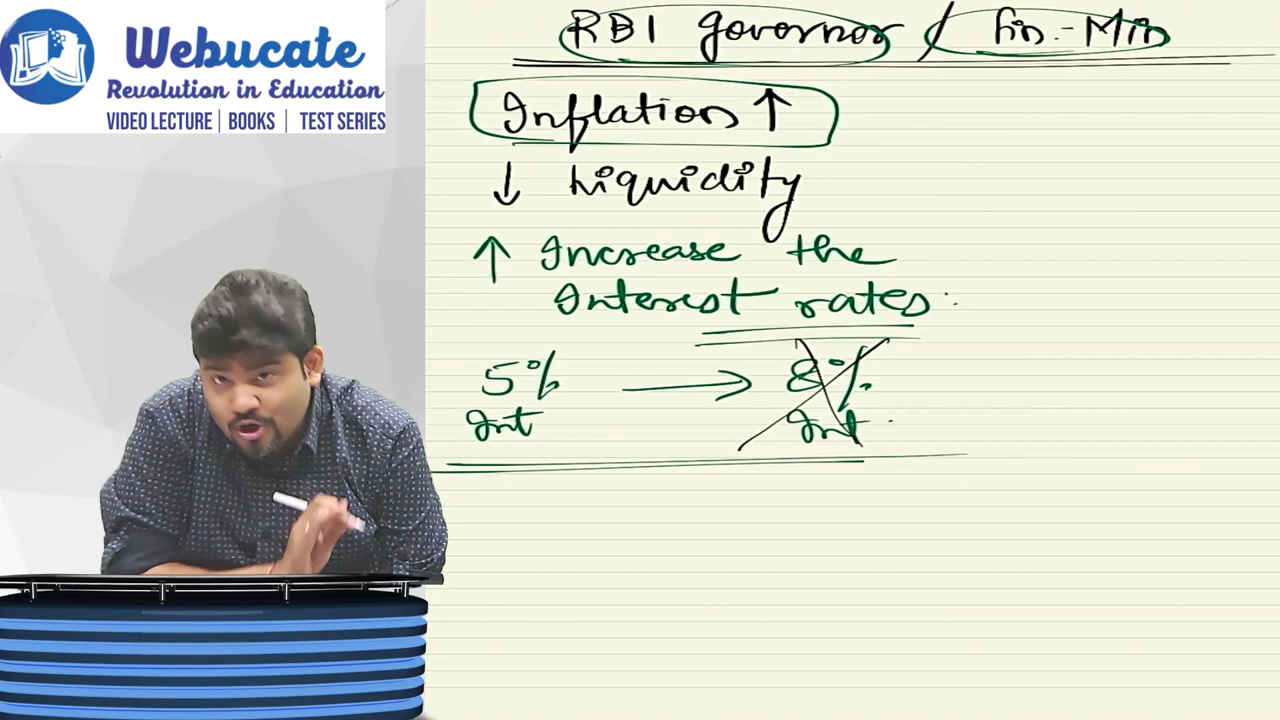 Webucate
Revolution in Education
VIDEO LECTURE | BOOKS | TEST SERIES
RBI governor / Fin.-Min
Inflation ↑
↓ Liquidity
↑ Increase the
Interest rates
5% → 8%
Int Int